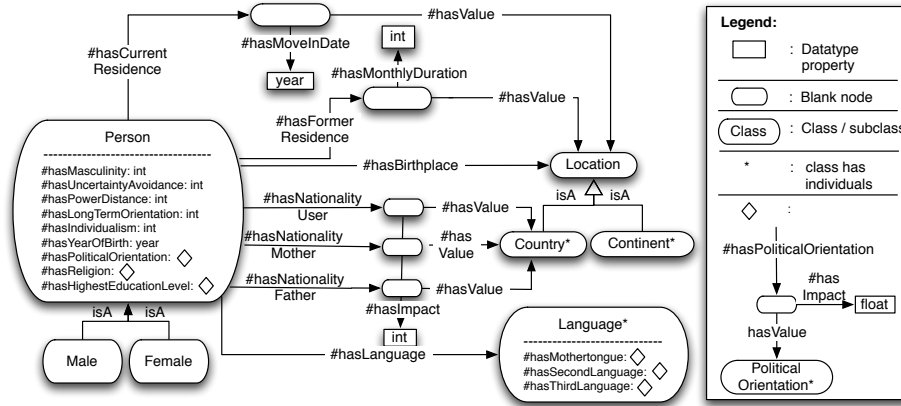 #hasValue
#hasCurrent
Residence
#hasMoveInDate
year
int
#hasMonthlyDuration
#hasFormer
Residence
#hasValue
Person
#hasMasculinity: int
#hasUncertaintyAvoidance: int
#hasPowerDistance: int
#hasLongTermOrientation: int
#hasIndividualism: int
#hasYearOfBirth: year
#hasPoliticalOrientation:
#hasReligion:
#hasHighestEducationLevel:
isA
isA
Male
Female
#hasBirthplace
Location
isA
isA
#hasNationality
User
#hasValue
#hasNationality
Mother
#has
Value
Country*
Continent*
#hasNationality
Father
#hasValue
#hasImpact
int
#hasLanguage
Language*
#hasMothertongue:
#hasSecondLanguage:
#hasThirdLanguage:
Legend:
: Datatype
property
: Blank node
Class
: Class / subclass
*
: class has
individuals
:
#hasPoliticalOrientation
#has
Impact
float
hasValue
Political
Orientation*